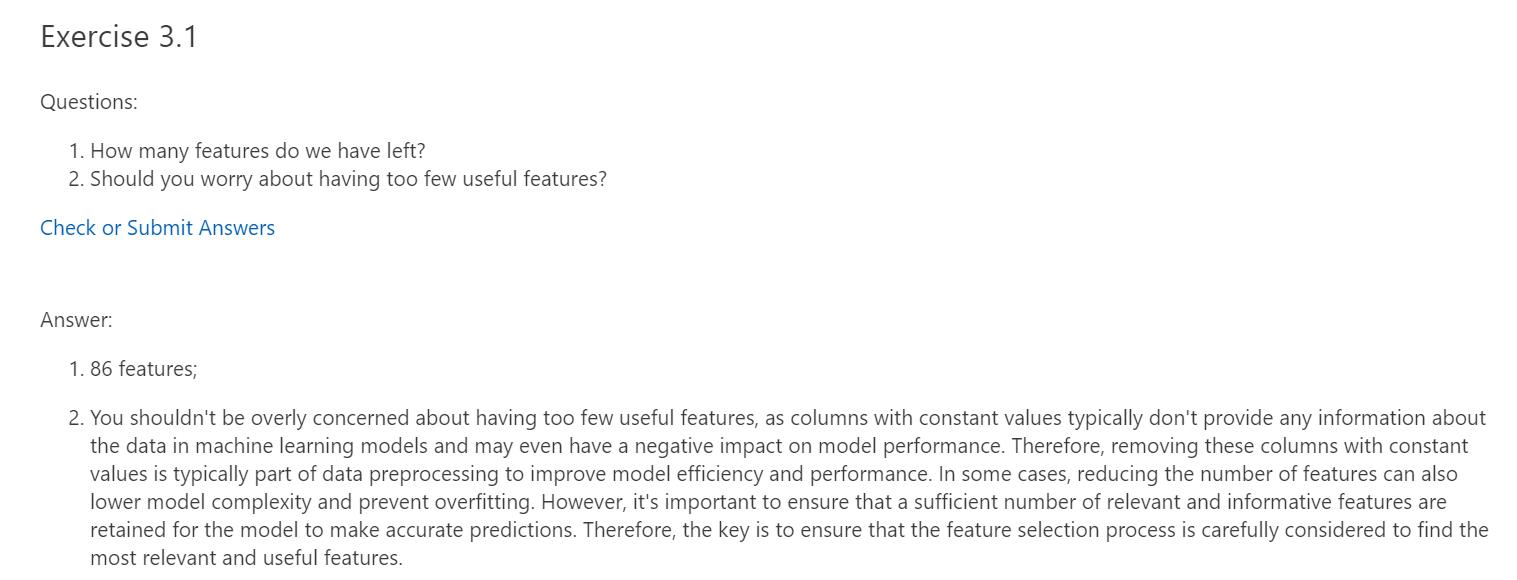 Exercise 3.1
Questions:
1. How many features do we have left?
2. Should you worry about having too few useful features?
Check or Submit Answers
Answer:
1. 86 features;
2. You shouldn't be overly concerned about having too few useful features, as columns with constant values typically don't provide any information about
the data in machine learning models and may even have a negative impact on model performance. Therefore, removing these columns with constant
values is typically part of data preprocessing to improve model efficiency and performance. In some cases, reducing the number of features can also
lower model complexity and prevent overfitting. However, it's important to ensure that a sufficient number of relevant and informative features are
retained for the model to make accurate predictions. Therefore, the key is to ensure that the feature selection process is carefully considered to find the
most relevant and useful features.